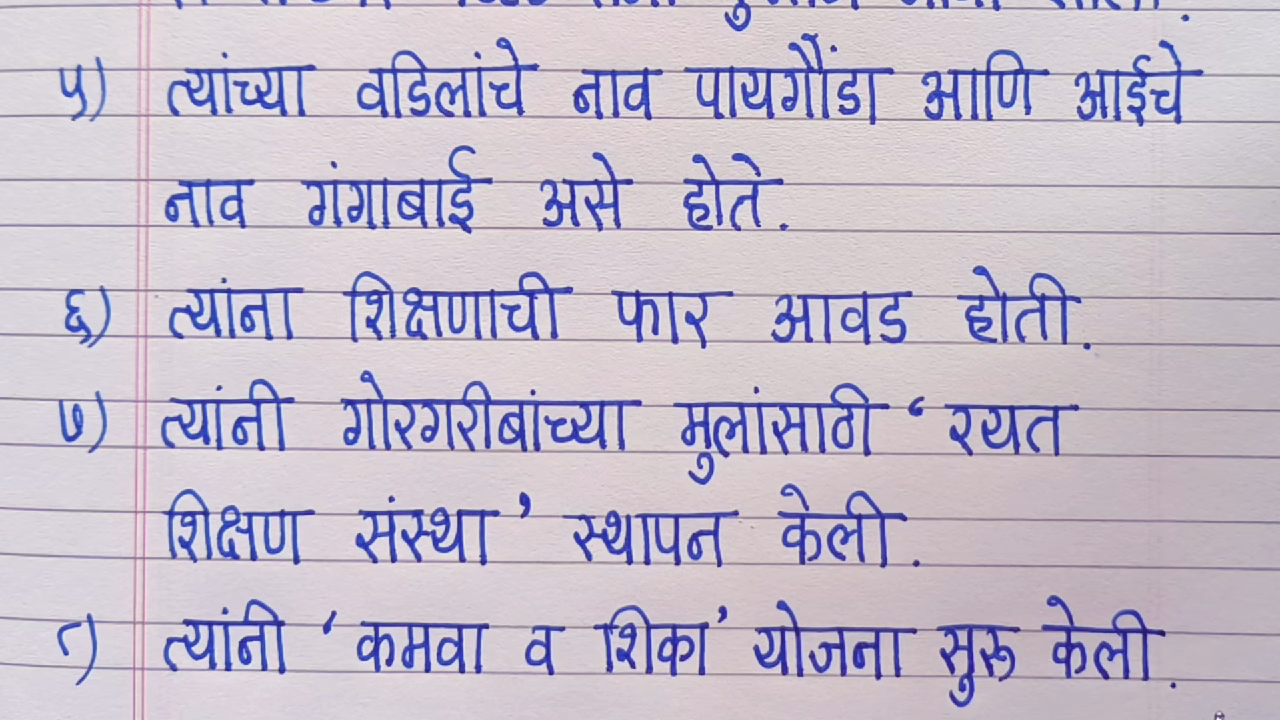 ५) त्यांच्या वडिलांचे नाव पायगौंडा आणि आईचे
नाव गंगाबाई असे होते.
६) त्यांना शिक्षणाची फार आवड होती.
७) त्यांनी गोरगरीबांच्या मुलांसाठी ‘ रयत
शिक्षण संस्था ’ स्थापन केली.
८) त्यांनी ‘ कमवा व शिका’ योजना सुरू केली.